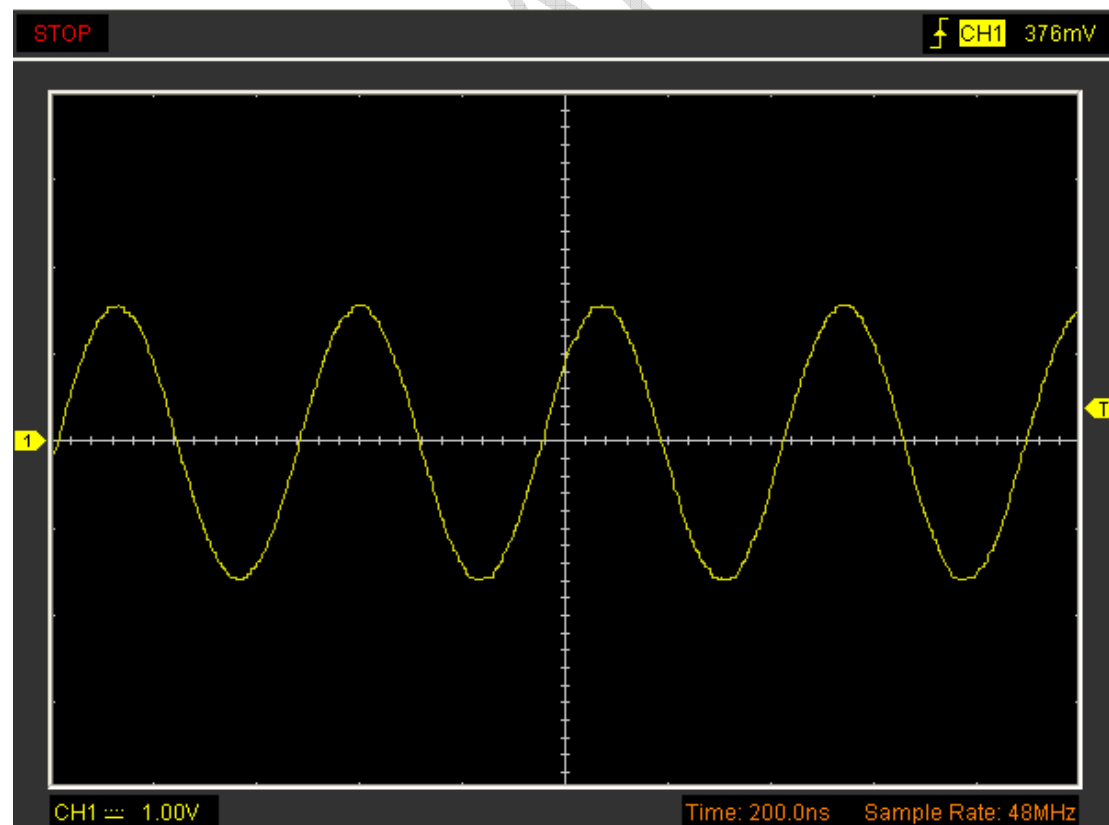 STOP
CH1 376mV
1
T
CH1 1.00V
Time: 200.0ns Sample Rate: 48MHz